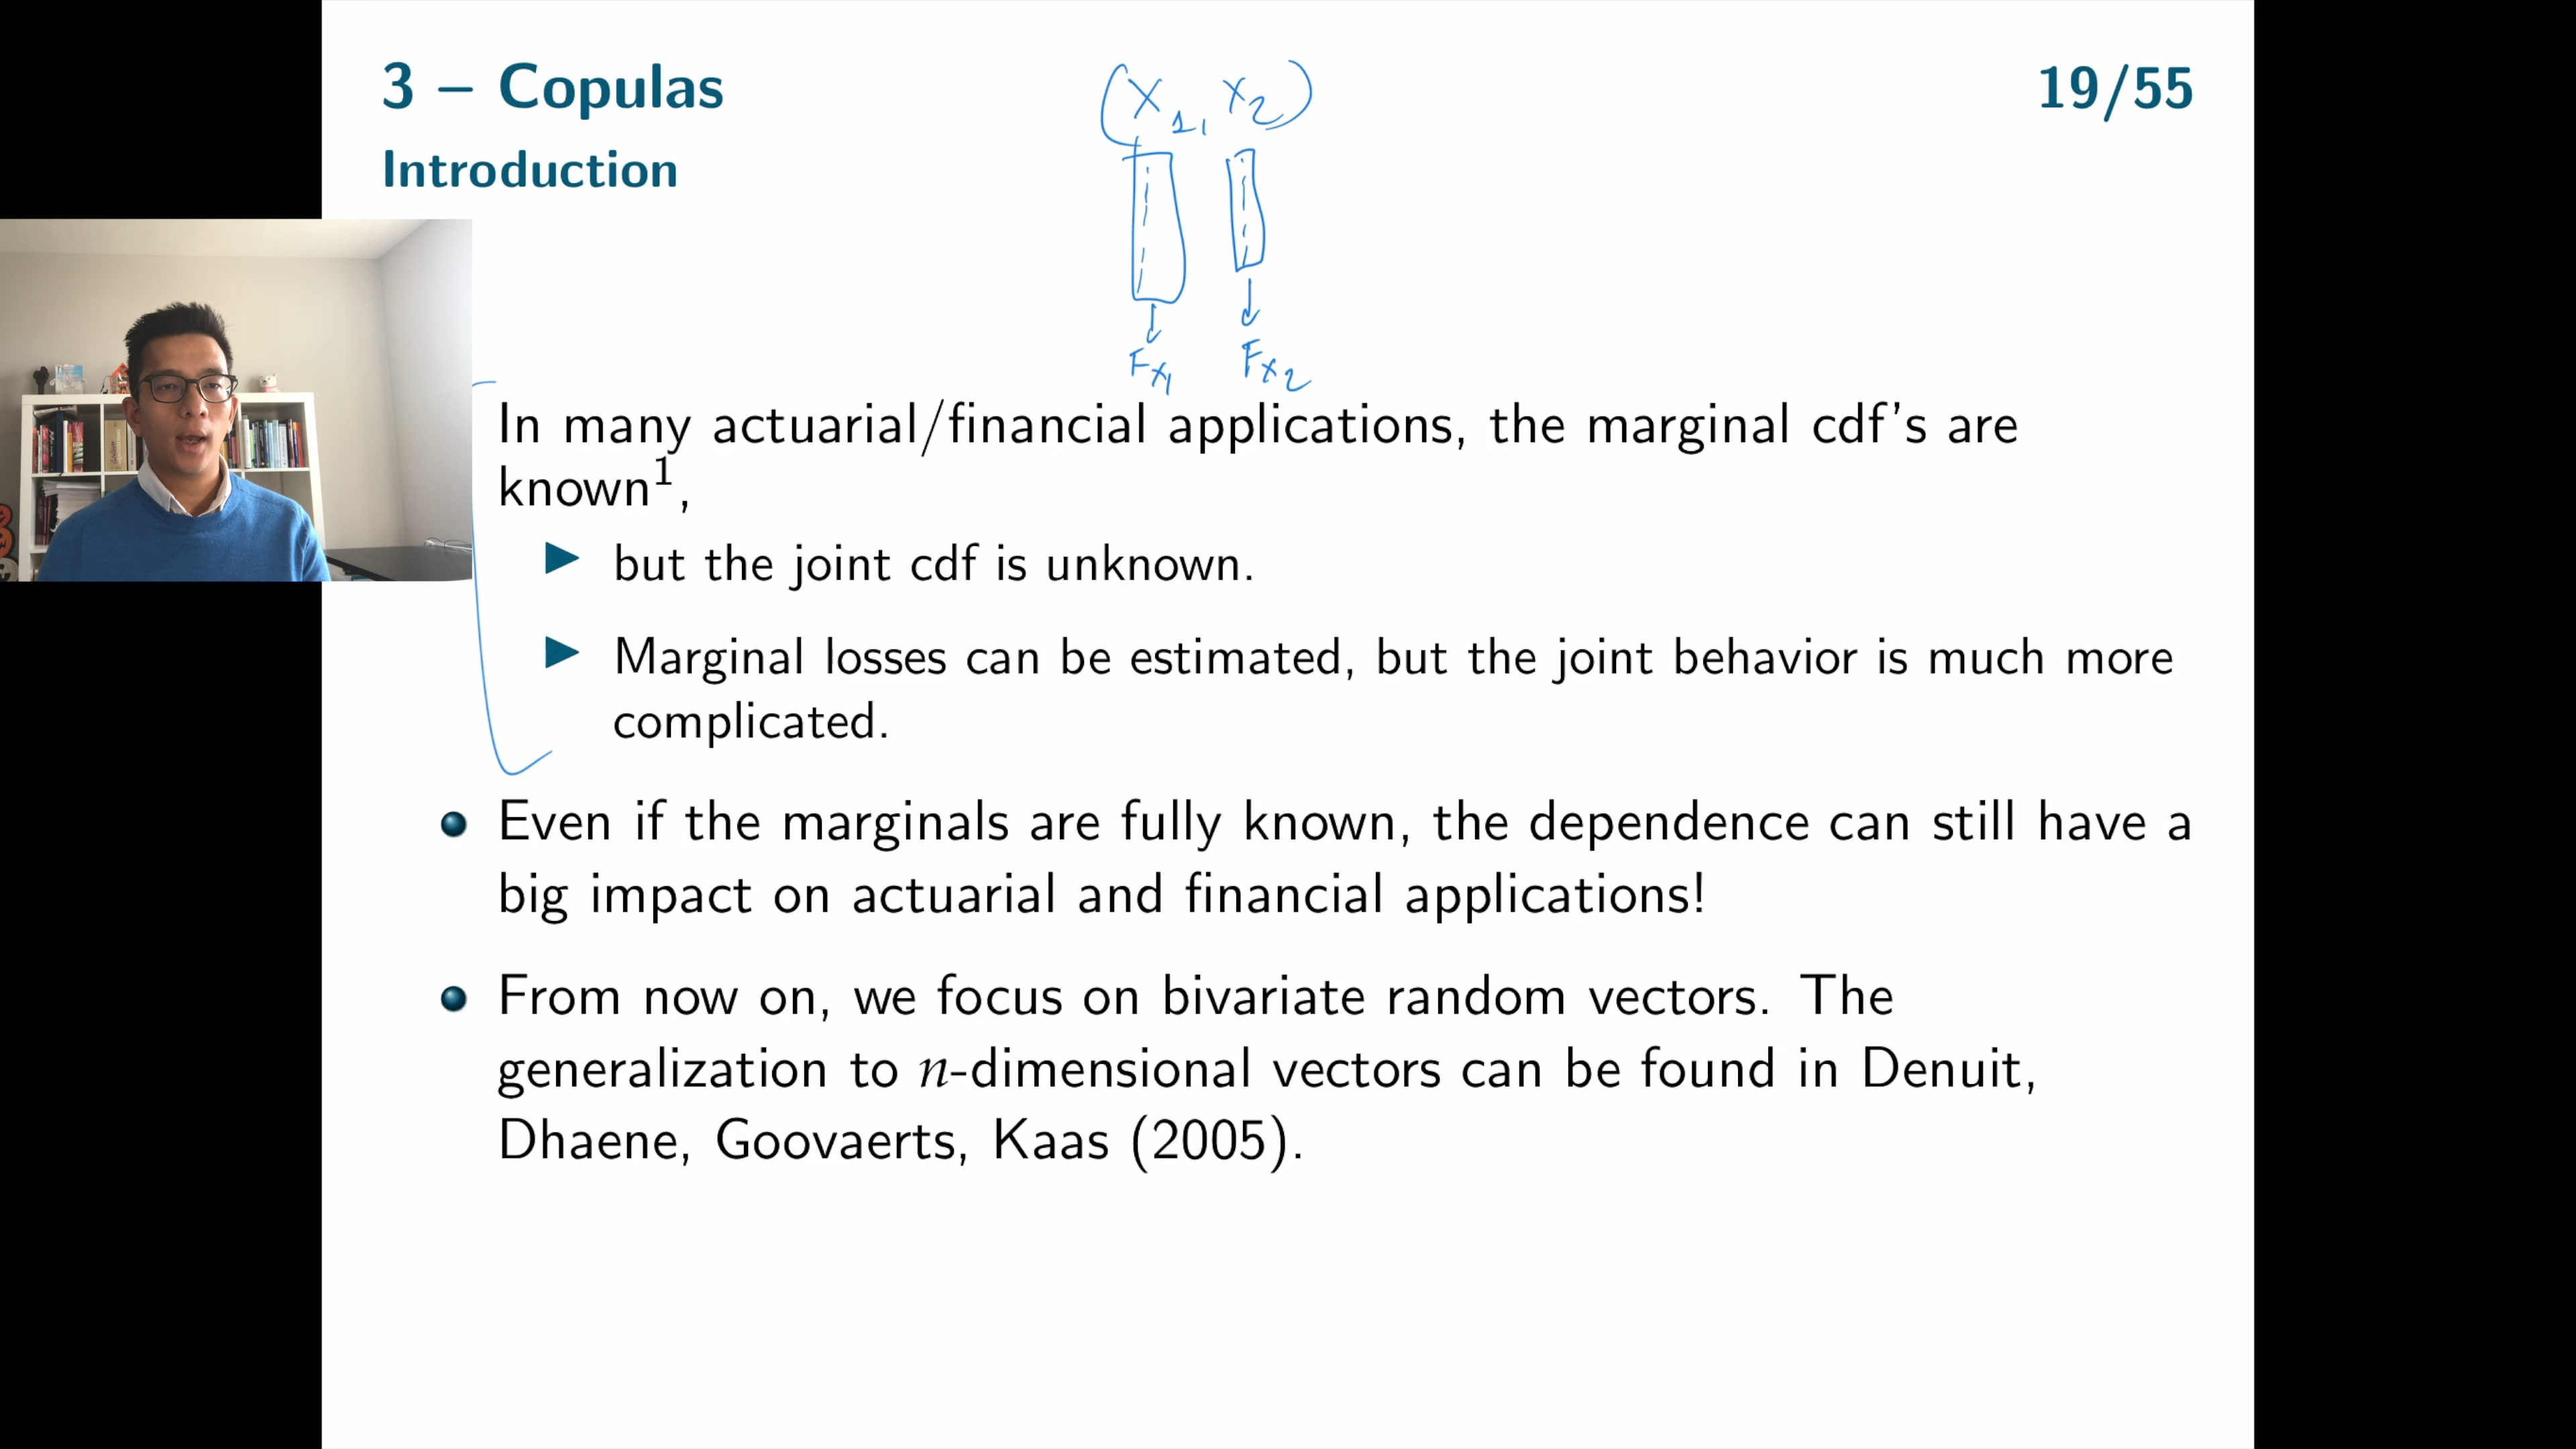 3 – Copulas
19/55
Introduction
(X₁, X₂)
F_X₁ F_X₂
In many actuarial/financial applications, the marginal cdf's are
known¹,
▶ but the joint cdf is unknown.
▶ Marginal losses can be estimated, but the joint behavior is much more
complicated.
• Even if the marginals are fully known, the dependence can still have a
big impact on actuarial and financial applications!
• From now on, we focus on bivariate random vectors. The
generalization to n-dimensional vectors can be found in Denuit,
Dhaene, Goovaerts, Kaas (2005).